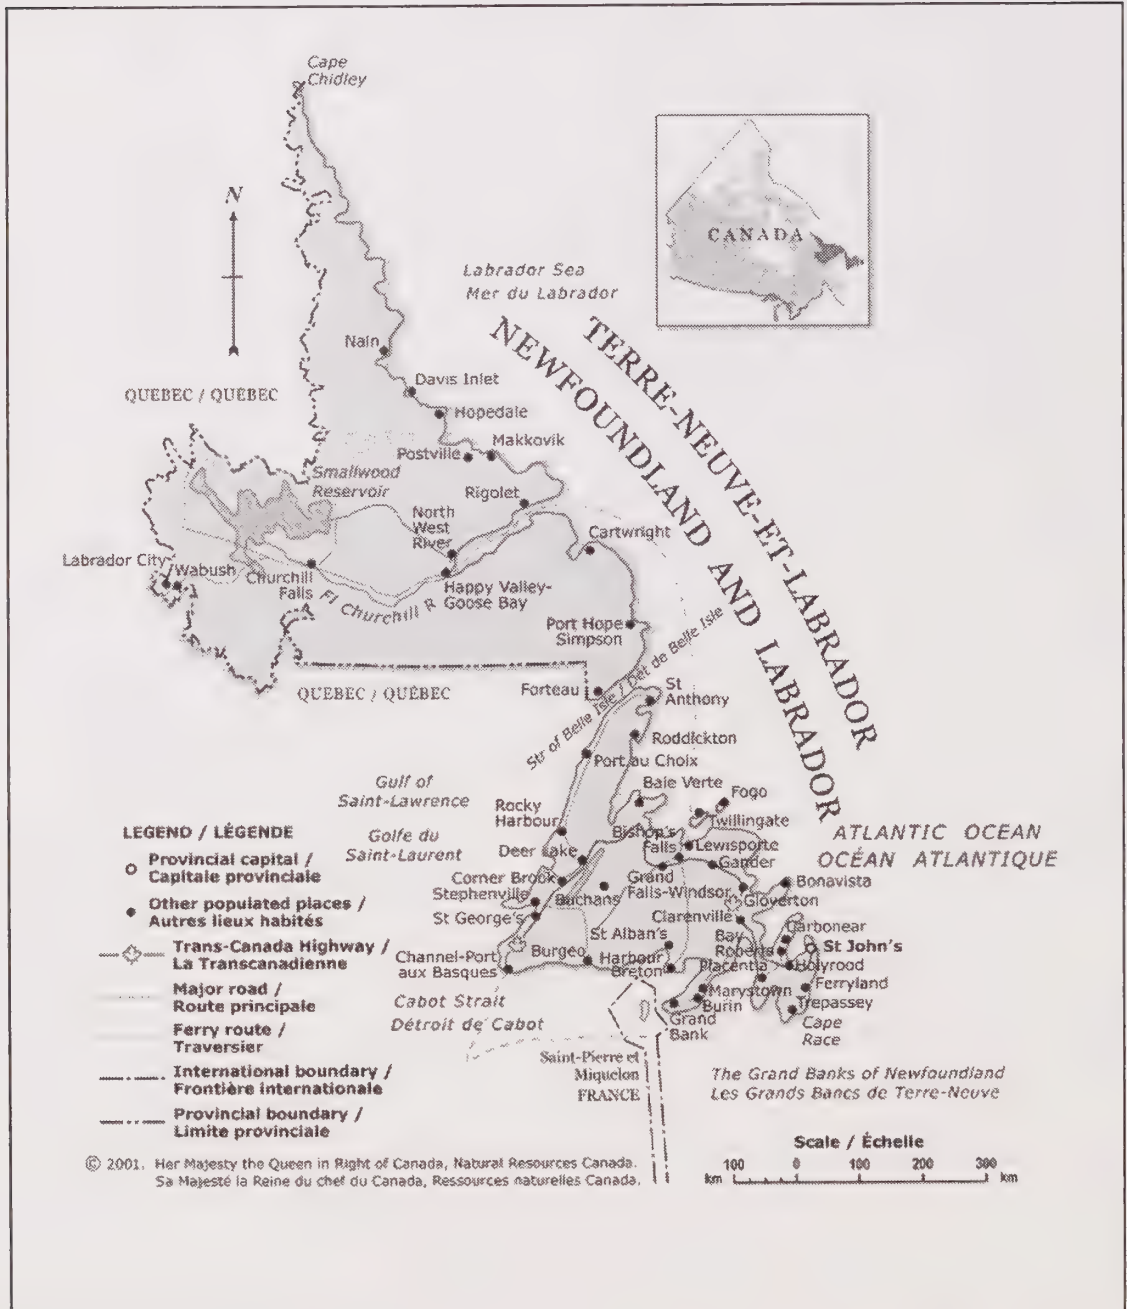 Cape
Chidley
N
CANADA
Labrador Sea
Mer du Labrador
TERRE-NEUVE-ET-LABRADOR
NEWFOUNDLAND AND LABRADOR
Nain
Davis Inlet
QUEBEC / QUÉBEC
Hopedale
Makkovik
Postville
Smallwood
Reservoir
Rigolet
North
West
River
Cartwright
Labrador City
Wabush
Churchill
Falls
Fl Churchill R
Happy Valley-
Goose Bay
Port Hope
Simpson
QUEBEC / QUÉBEC
Forteau
Str of Belle Isle / Dét de Belle Isle
St
Anthony
Roddickton
Port au Choix
Gulf of
Saint-Lawrence
Golfe du
Saint-Laurent
Baie Verte
Fogo
Twillingate
Rocky
Harbour
Bishop's
Falls
Lewisporte
Deer Lake
Gander
ATLANTIC OCEAN
OCÉAN ATLANTIQUE
Corner Brook
Grand
Falls-Windsor
Bonavista
Stephenville
Buchans
Gloverton
St George's
Clarenville
Carbonear
St Alban's
Bay
Roberts
St John's
Channel-Port
aux Basques
Burgeo
Harbour
Breton
Placentia
Holyrood
Marystown
Ferryland
Burin
Trepassey
Grand
Bank
Cape
Race
Cabot Strait
Détroit de Cabot
Saint-Pierre et
Miquelon
FRANCE
The Grand Banks of Newfoundland
Les Grands Bancs de Terre-Neuve
LEGEND / LÉGENDE
Provincial capital /
Capitale provinciale
Other populated places /
Autres lieux habités
Trans-Canada Highway /
La Transcanadienne
Major road /
Route principale
Ferry route /
Traversier
International boundary /
Frontière internationale
Provincial boundary /
Limite provinciale
Scale / Échelle
100 0 100 200 300
km km
© 2001. Her Majesty the Queen in Right of Canada, Natural Resources Canada.
Sa Majesté la Reine du chef du Canada, Ressources naturelles Canada.